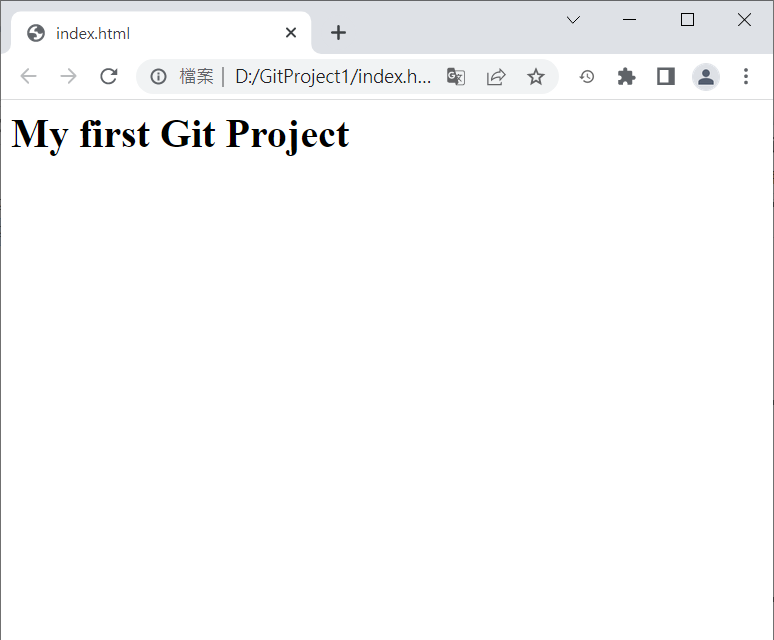 index.html
檔案 | D:/GitProject1/index.h...
My first Git Project